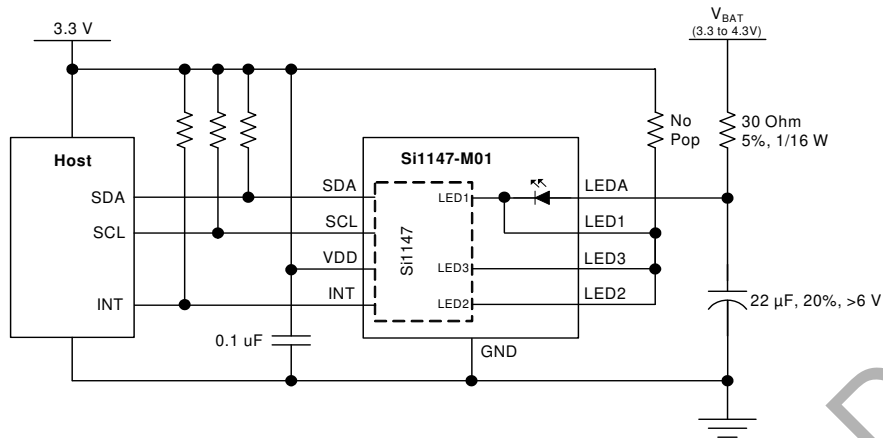 3.3 V
V_BAT
(3.3 to 4.3V)
No
Pop
30 Ohm
5%, 1/16 W
Host
Si1147-M01
SDA
SDA
LED1
LEDA
SCL
SCL
LED1
Si1147
VDD
LED3
LED3
INT
INT
LED2
LED2
22 µF, 20%, >6 V
0.1 uF
GND